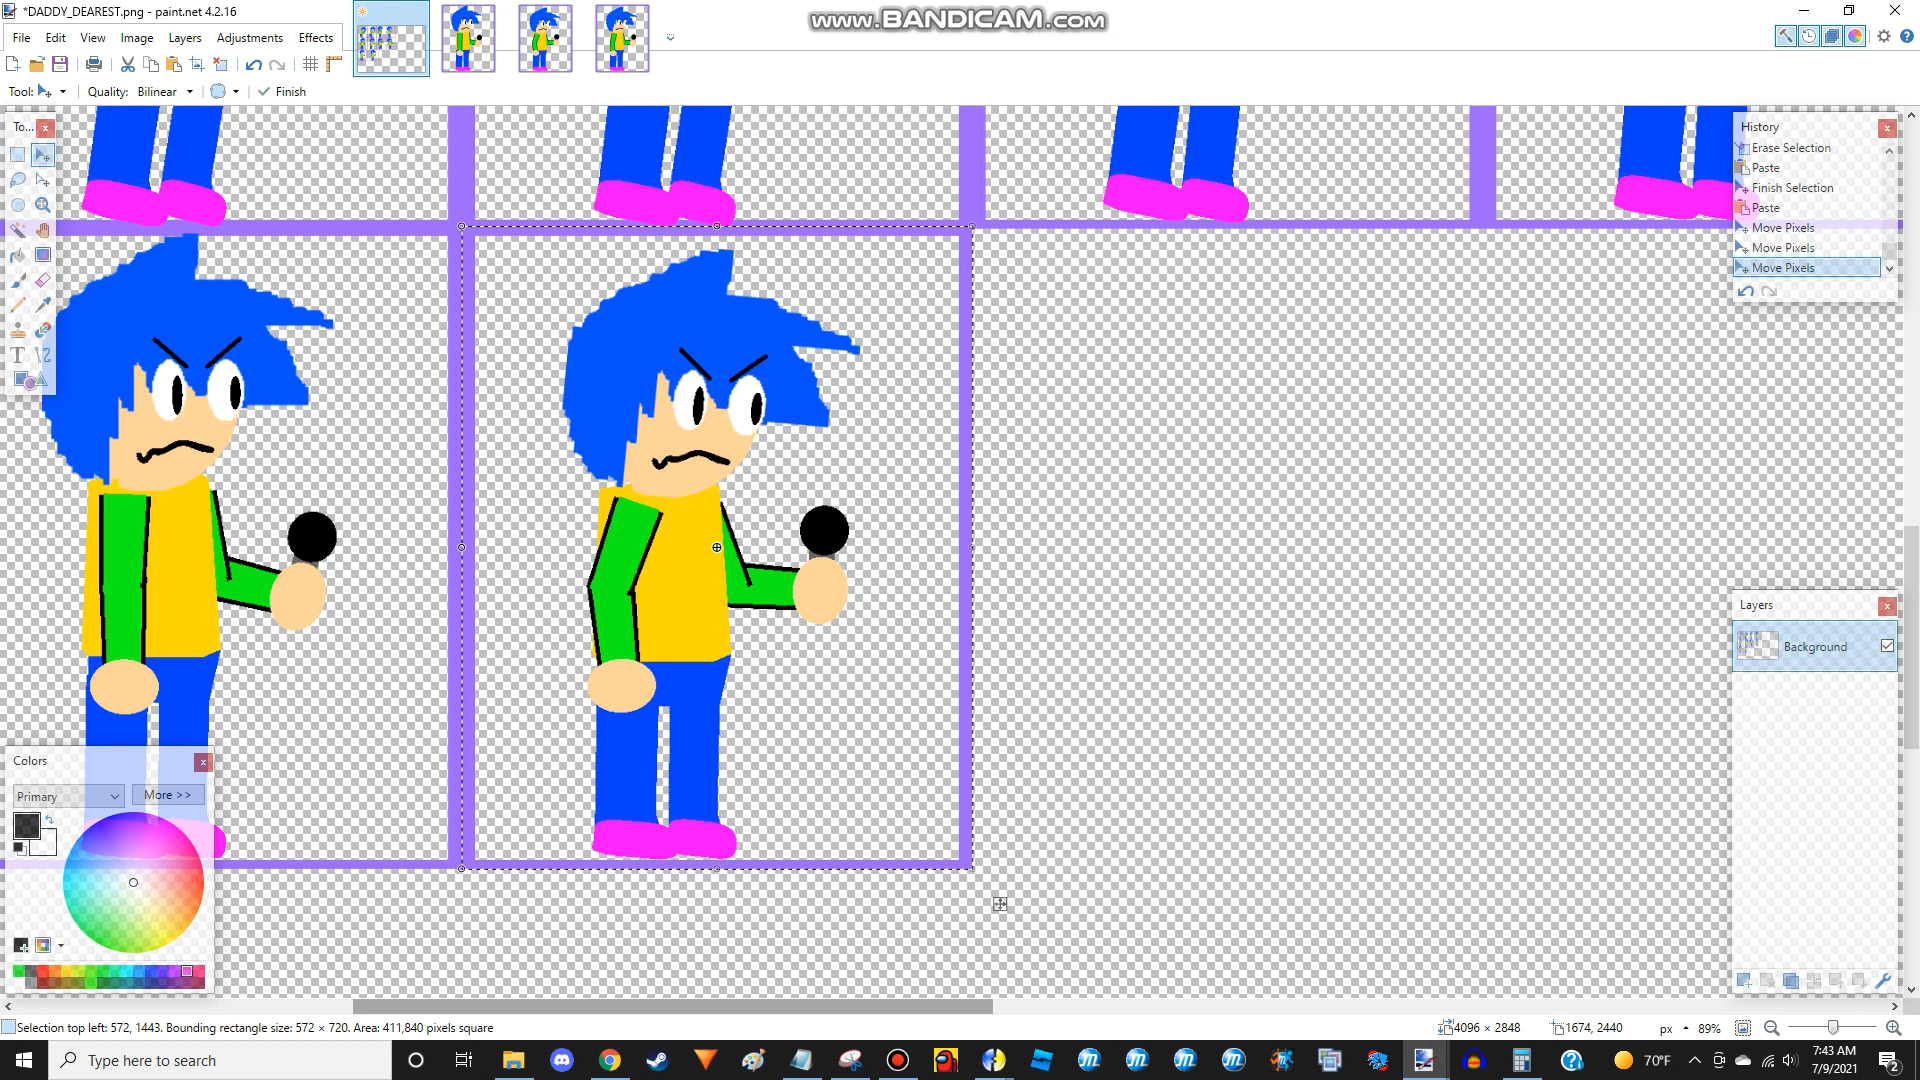 *DADDY_DEAREST.png - paint.net 4.2.16
www.BANDICAM.com
File Edit View Image Layers Adjustments Effects
Tool: Quality: Bilinear Finish
To...
History
Erase Selection
Paste
Finish Selection
Paste
Move Pixels
Move Pixels
Move Pixels
Layers
Background
Colors
Primary More >>
Selection top left: 572, 1443. Bounding rectangle size: 572 × 720. Area: 411,840 pixels square
4096 × 2848 1674, 2440 px 89%
Type here to search
70°F
7:43 AM
7/9/2021
2